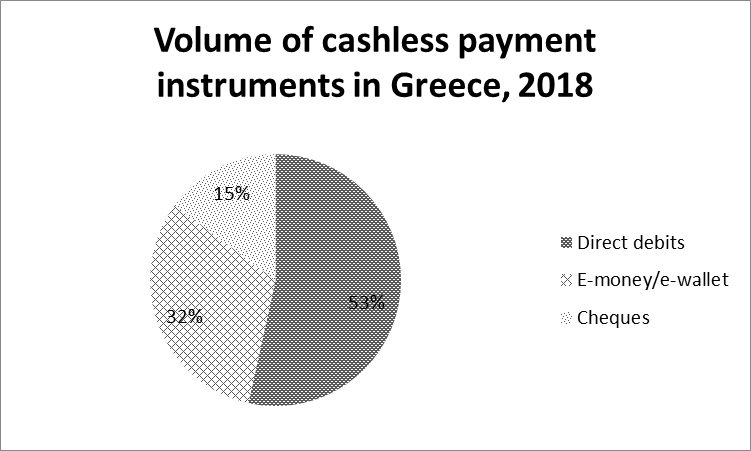 Volume of cashless payment
instruments in Greece, 2018
15%
53%
32%
Direct debits
E-money/e-wallet
Cheques